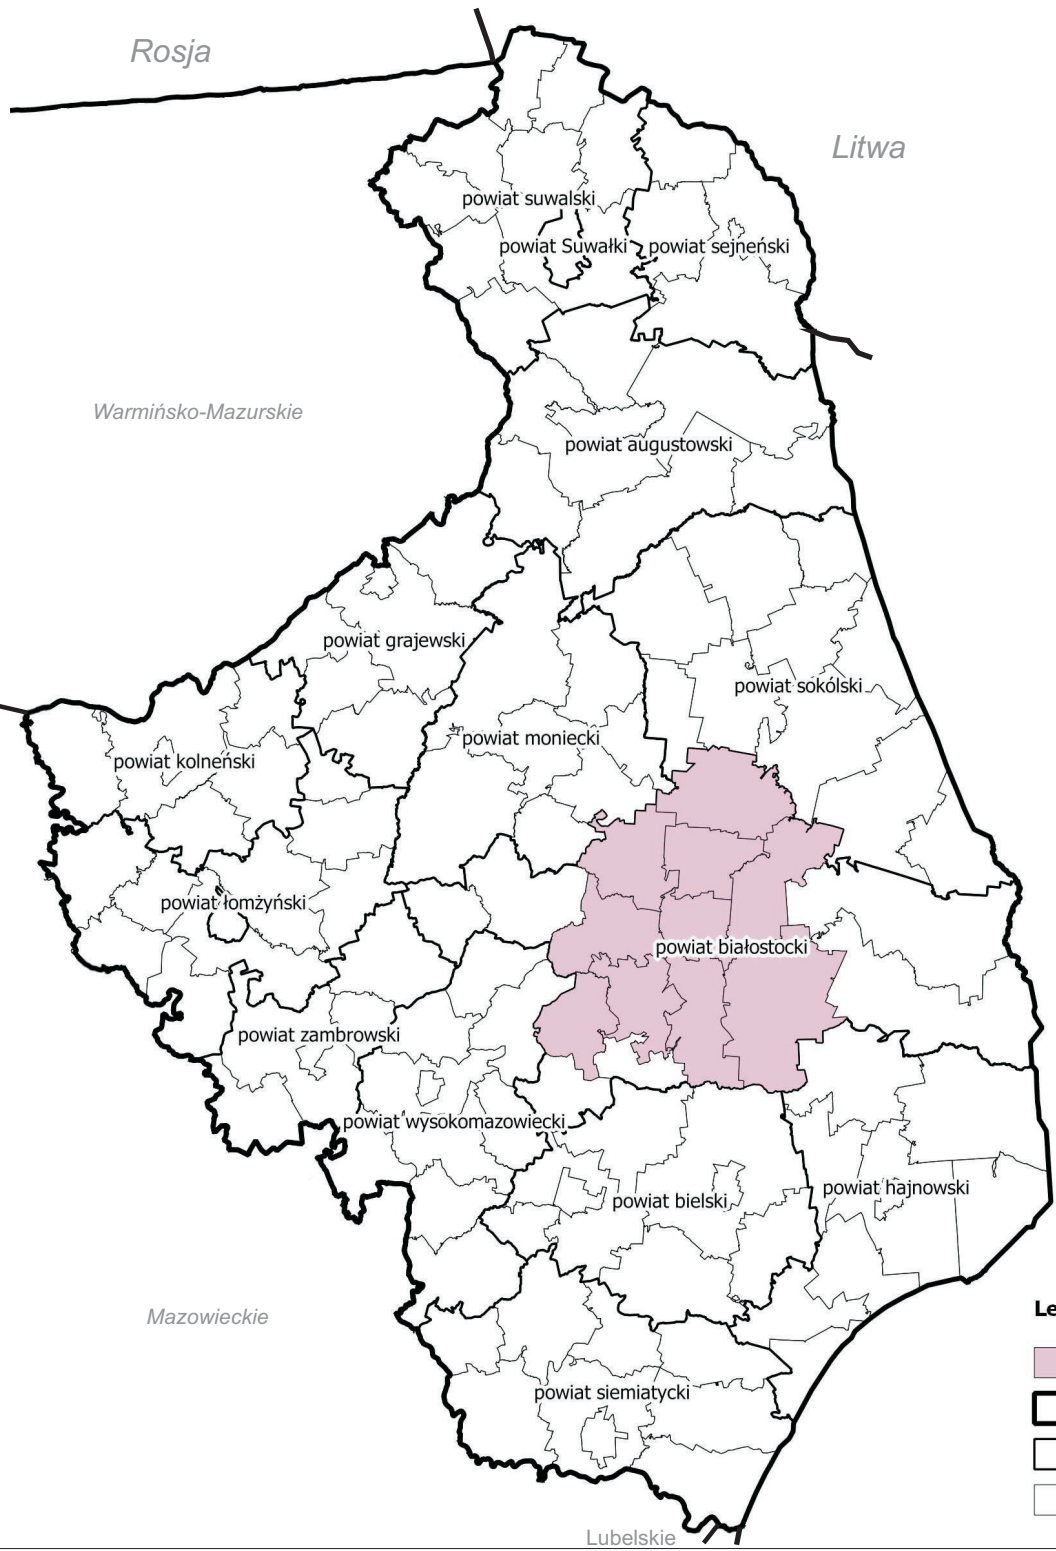 Rosja
Litwa
powiat suwalski
powiat Suwałki
powiat sejneński
Warmińsko-Mazurskie
powiat augustowski
powiat grajewski
powiat sokólski
powiat moniecki
powiat kolneński
powiat łomżyński
powiat białostocki
powiat zambrowski
powiat wysokomazowiecki
powiat hajnowski
powiat bielski
Le
Mazowieckie
powiat siemiatycki
Lubelskie